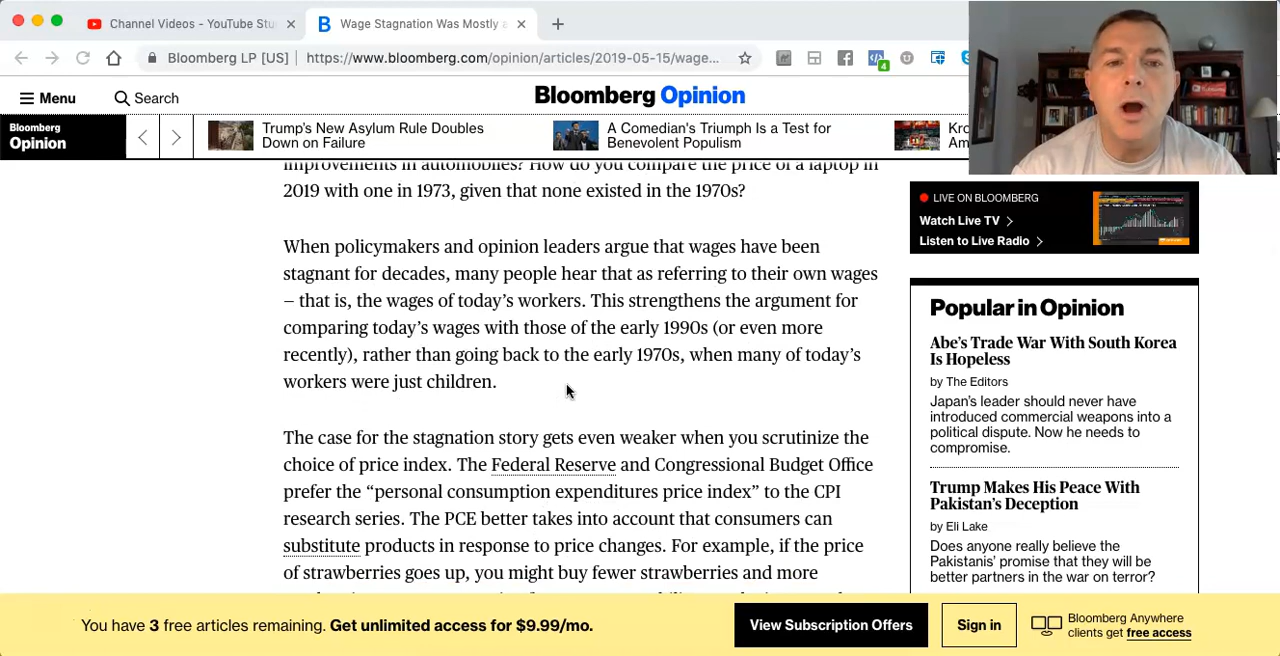 Channel Videos - YouTube Stu
Wage Stagnation Was Mostly a
Bloomberg LP [US]
https://www.bloomberg.com/opinion/articles/2019-05-15/wage...
4
Menu
Search
Bloomberg Opinion
Bloomberg
Opinion
Trump's New Asylum Rule Doubles
Down on Failure
A Comedian's Triumph Is a Test for
Benevolent Populism
Kro
Am
improvements in automobiles? How do you compare the price of a laptop in
2019 with one in 1973, given that none existed in the 1970s?
When policymakers and opinion leaders argue that wages have been
stagnant for decades, many people hear that as referring to their own wages
– that is, the wages of today's workers. This strengthens the argument for
comparing today's wages with those of the early 1990s (or even more
recently), rather than going back to the early 1970s, when many of today's
workers were just children.
The case for the stagnation story gets even weaker when you scrutinize the
choice of price index. The Federal Reserve and Congressional Budget Office
prefer the “personal consumption expenditures price index” to the CPI
research series. The PCE better takes into account that consumers can
substitute products in response to price changes. For example, if the price
of strawberries goes up, you might buy fewer strawberries and more
LIVE ON BLOOMBERG
Watch Live TV
Listen to Live Radio
Popular in Opinion
Abe's Trade War With South Korea
Is Hopeless
by The Editors
Japan's leader should never have
introduced commercial weapons into a
political dispute. Now he needs to
compromise.
Trump Makes His Peace With
Pakistan's Deception
by Eli Lake
Does anyone really believe the
Pakistanis' promise that they will be
better partners in the war on terror?
You have 3 free articles remaining. Get unlimited access for $9.99/mo.
View Subscription Offers
Sign in
Bloomberg Anywhere
clients get free access